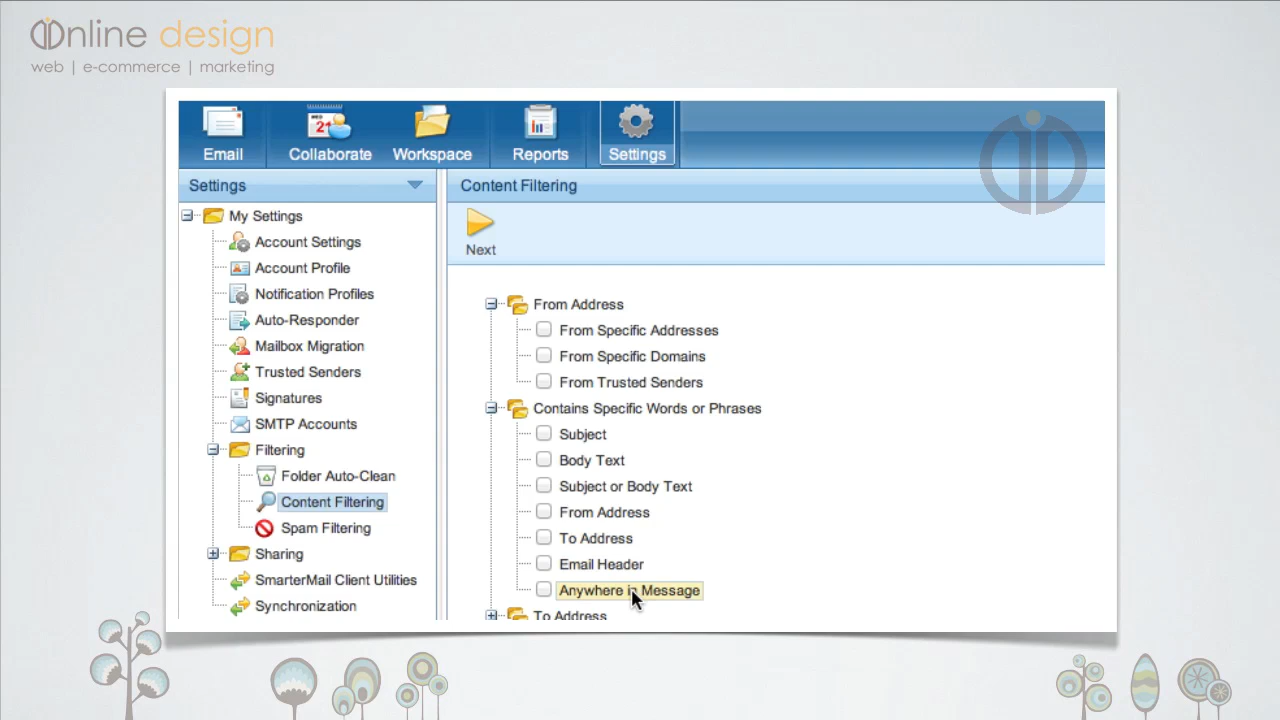 Online design
web | e-commerce | marketing
Email
Collaborate
Workspace
Reports
Settings
Settings
Content Filtering
My Settings
Account Settings
Account Profile
Notification Profiles
Auto-Responder
Mailbox Migration
Trusted Senders
Signatures
SMTP Accounts
Filtering
Folder Auto-Clean
Content Filtering
Spam Filtering
Sharing
SmarterMail Client Utilities
Synchronization
Next
From Address
From Specific Addresses
From Specific Domains
From Trusted Senders
Contains Specific Words or Phrases
Subject
Body Text
Subject or Body Text
From Address
To Address
Email Header
Anywhere in Message
To Address